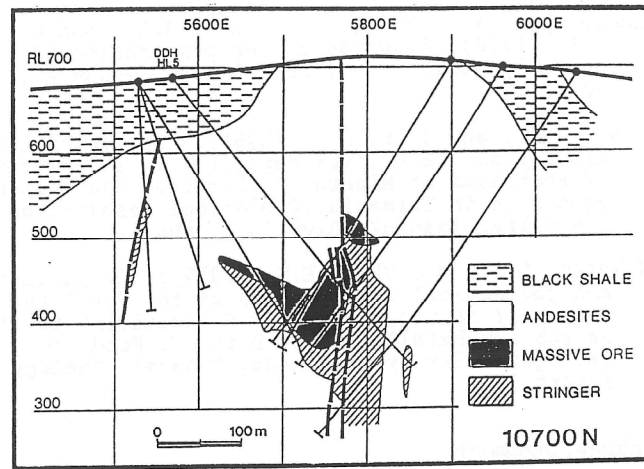 5600E 5800E 6000E
RL700
DDH
HL5
600
500
400
300
BLACK SHALE
ANDESITES
MASSIVE ORE
STRINGER
0 100m
10700N